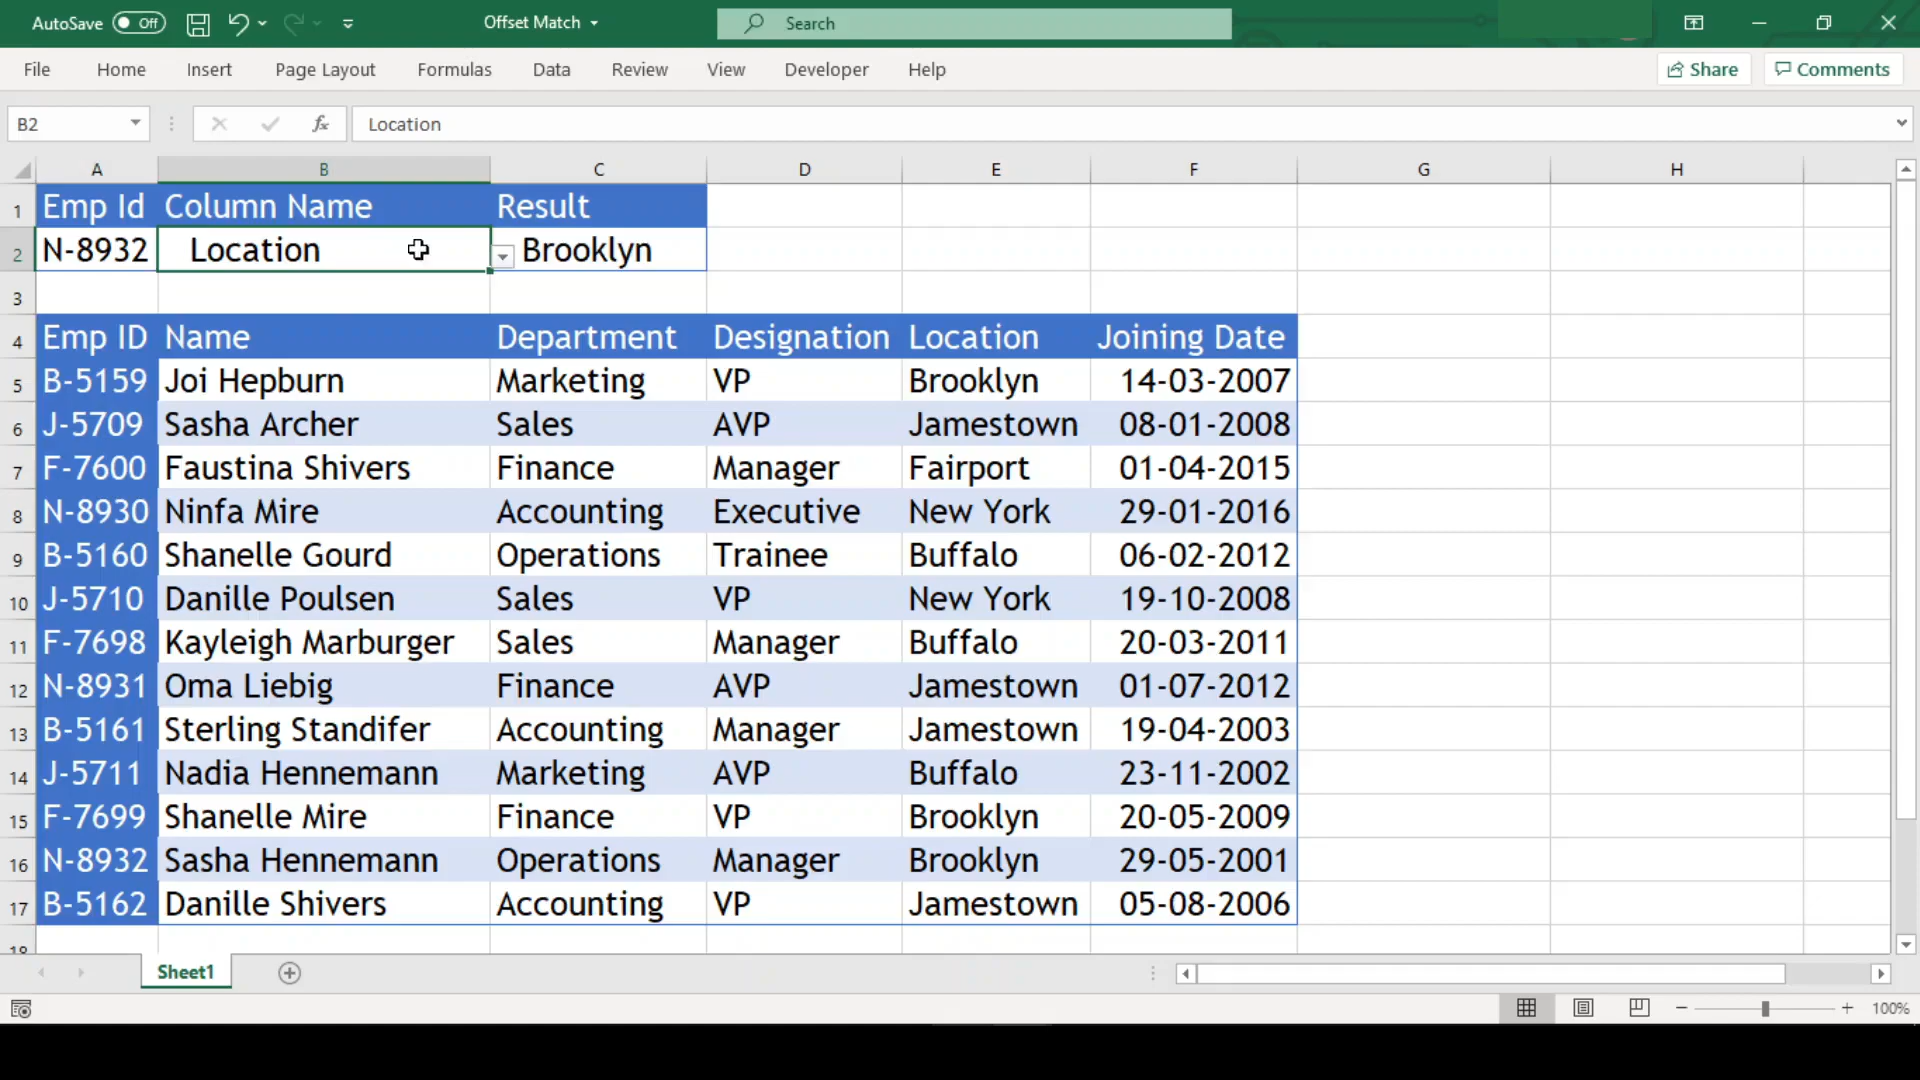 AutoSave Off Offset Match Search
File Home Insert Page Layout Formulas Data Review View Developer Help Share Comments
B2 fx Location
A B C D E F G H
1 Emp Id Column Name Result
2 N-8932 Location Brooklyn
3
4 Emp ID Name Department Designation Location Joining Date
5 B-5159 Joi Hepburn Marketing VP Brooklyn 14-03-2007
6 J-5709 Sasha Archer Sales AVP Jamestown 08-01-2008
7 F-7600 Faustina Shivers Finance Manager Fairport 01-04-2015
8 N-8930 Ninfa Mire Accounting Executive New York 29-01-2016
9 B-5160 Shanelle Gourd Operations Trainee Buffalo 06-02-2012
10 J-5710 Danille Poulsen Sales VP New York 19-10-2008
11 F-7698 Kayleigh Marburger Sales Manager Buffalo 20-03-2011
12 N-8931 Oma Liebig Finance AVP Jamestown 01-07-2012
13 B-5161 Sterling Standifer Accounting Manager Jamestown 19-04-2003
14 J-5711 Nadia Hennemann Marketing AVP Buffalo 23-11-2002
15 F-7699 Shanelle Mire Finance VP Brooklyn 20-05-2009
16 N-8932 Sasha Hennemann Operations Manager Brooklyn 29-05-2001
17 B-5162 Danille Shivers Accounting VP Jamestown 05-08-2006
18
Sheet1
100%